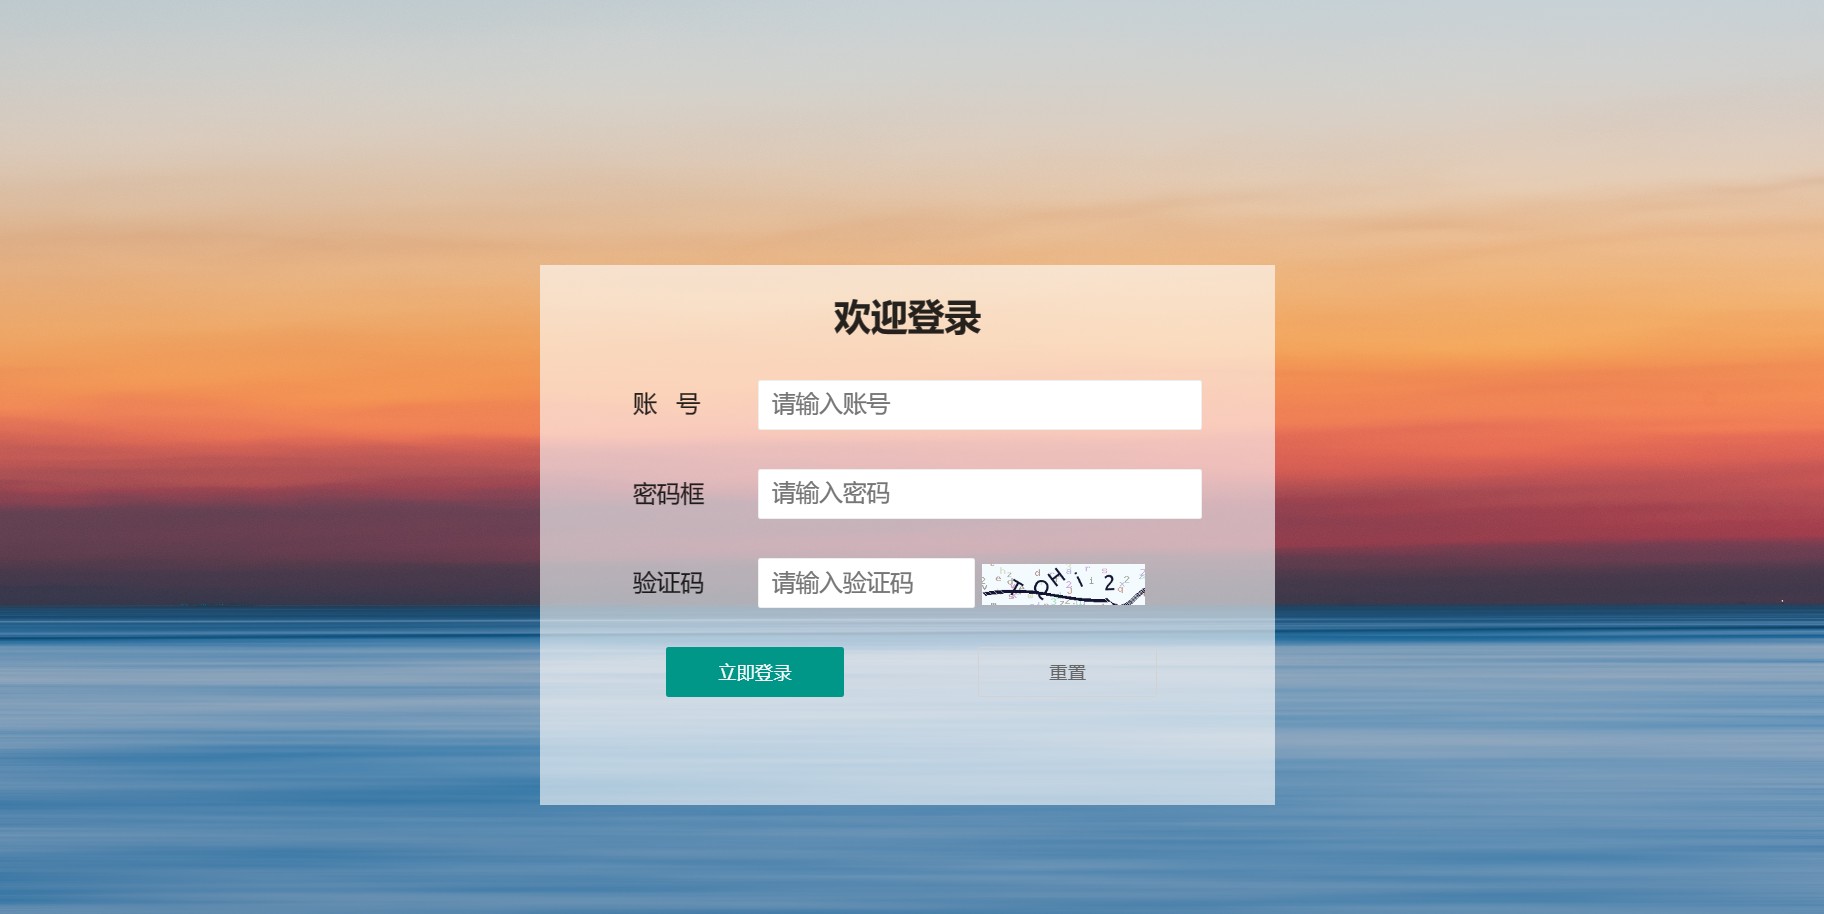 欢迎登录
账 号 请输入账号
密码框 请输入密码
验证码 请输入验证码
立即登录 重置